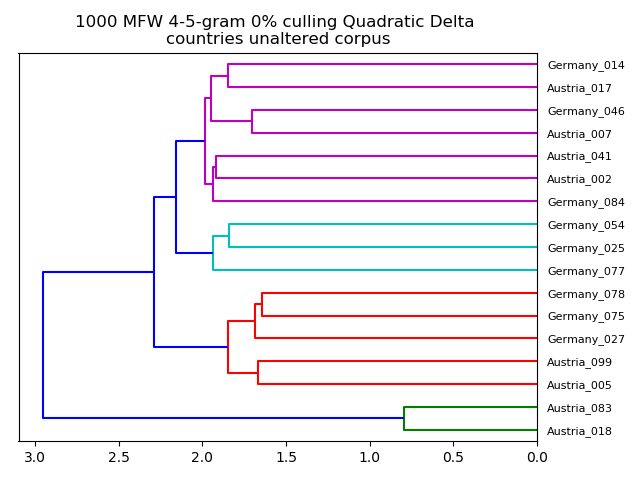 1000 MFW 4-5-gram 0% culling Quadratic Delta
countries unaltered corpus
Germany_014
Austria_017
Germany_046
Austria_007
Austria_041
Austria_002
Germany_084
Germany_054
Germany_025
Germany_077
Germany_078
Germany_075
Germany_027
Austria_099
Austria_005
Austria_083
Austria_018
3.0 2.5 2.0 1.5 1.0 0.5 0.0